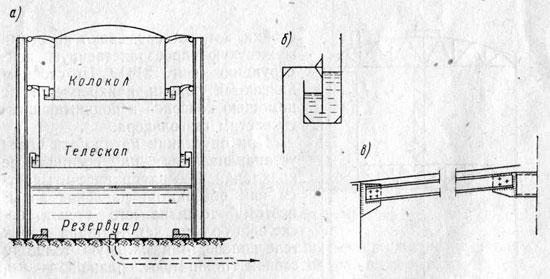 а)
Колокол
Телескоп
Резервуар
б)
в)